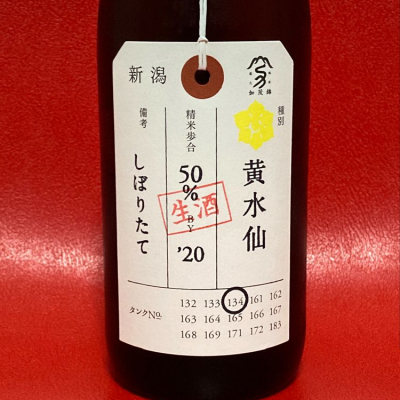 新潟
加茂錦
種別
黄水仙
精米歩合
50%
生酒
BY
'20
備考
しぼりたて
タンクNo.
132 133 134 161 162
163 164 165 166 167
168 169 171 172 183